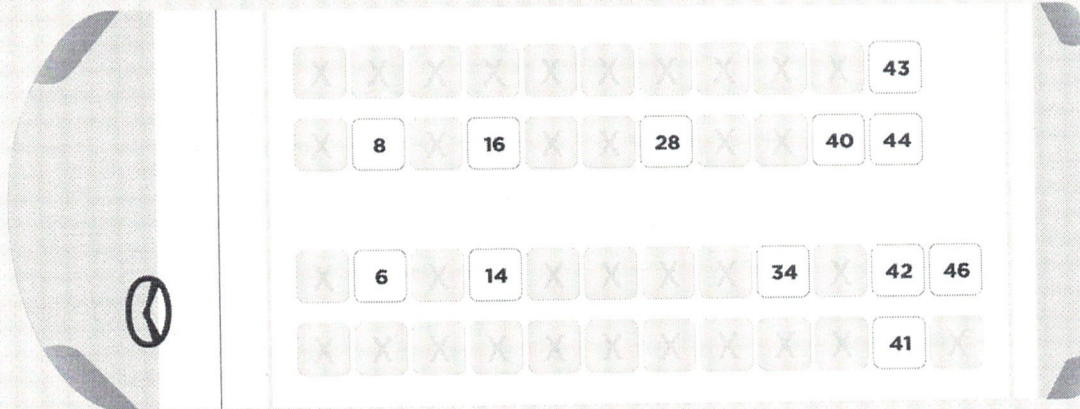 X X X X X X X X X X 43
X 8 X 16 X X 28 X X 40 44
X 6 X 14 X X X X 34 X 42 46
X X X X X X X X X X 41 X